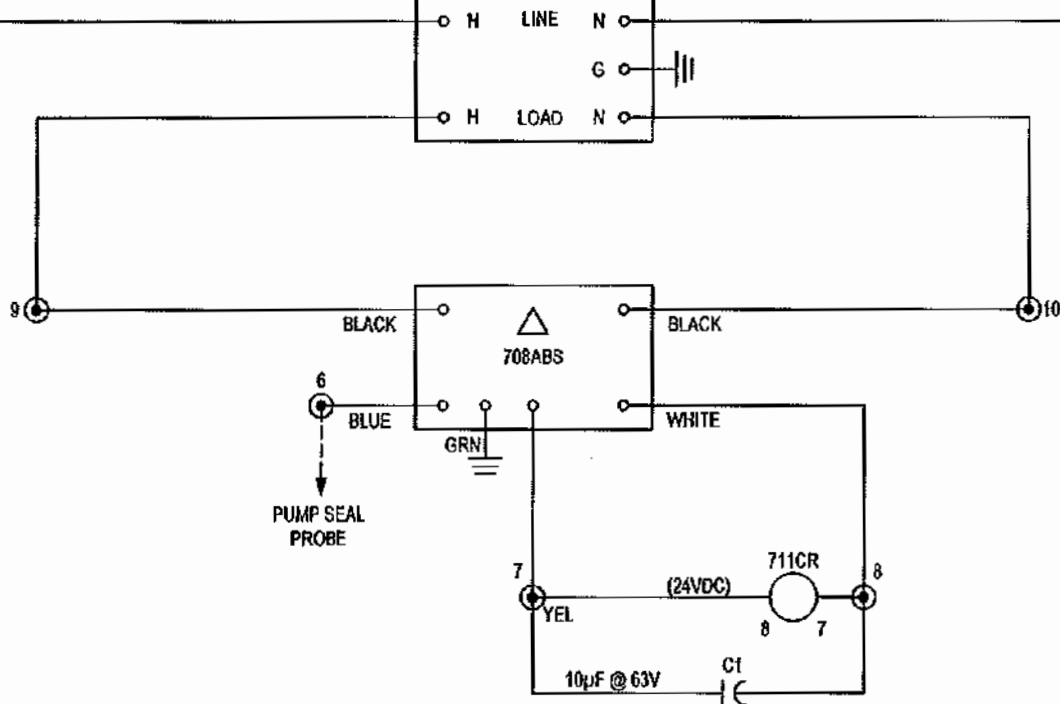 H LINE N
G
H LOAD N
9 10
BLACK BLACK
708ABS
6
BLUE WHITE
GRN
PUMP SEAL
PROBE
711CR
7 (24VDC) 8
YEL
8 7
10µF @ 63V C1